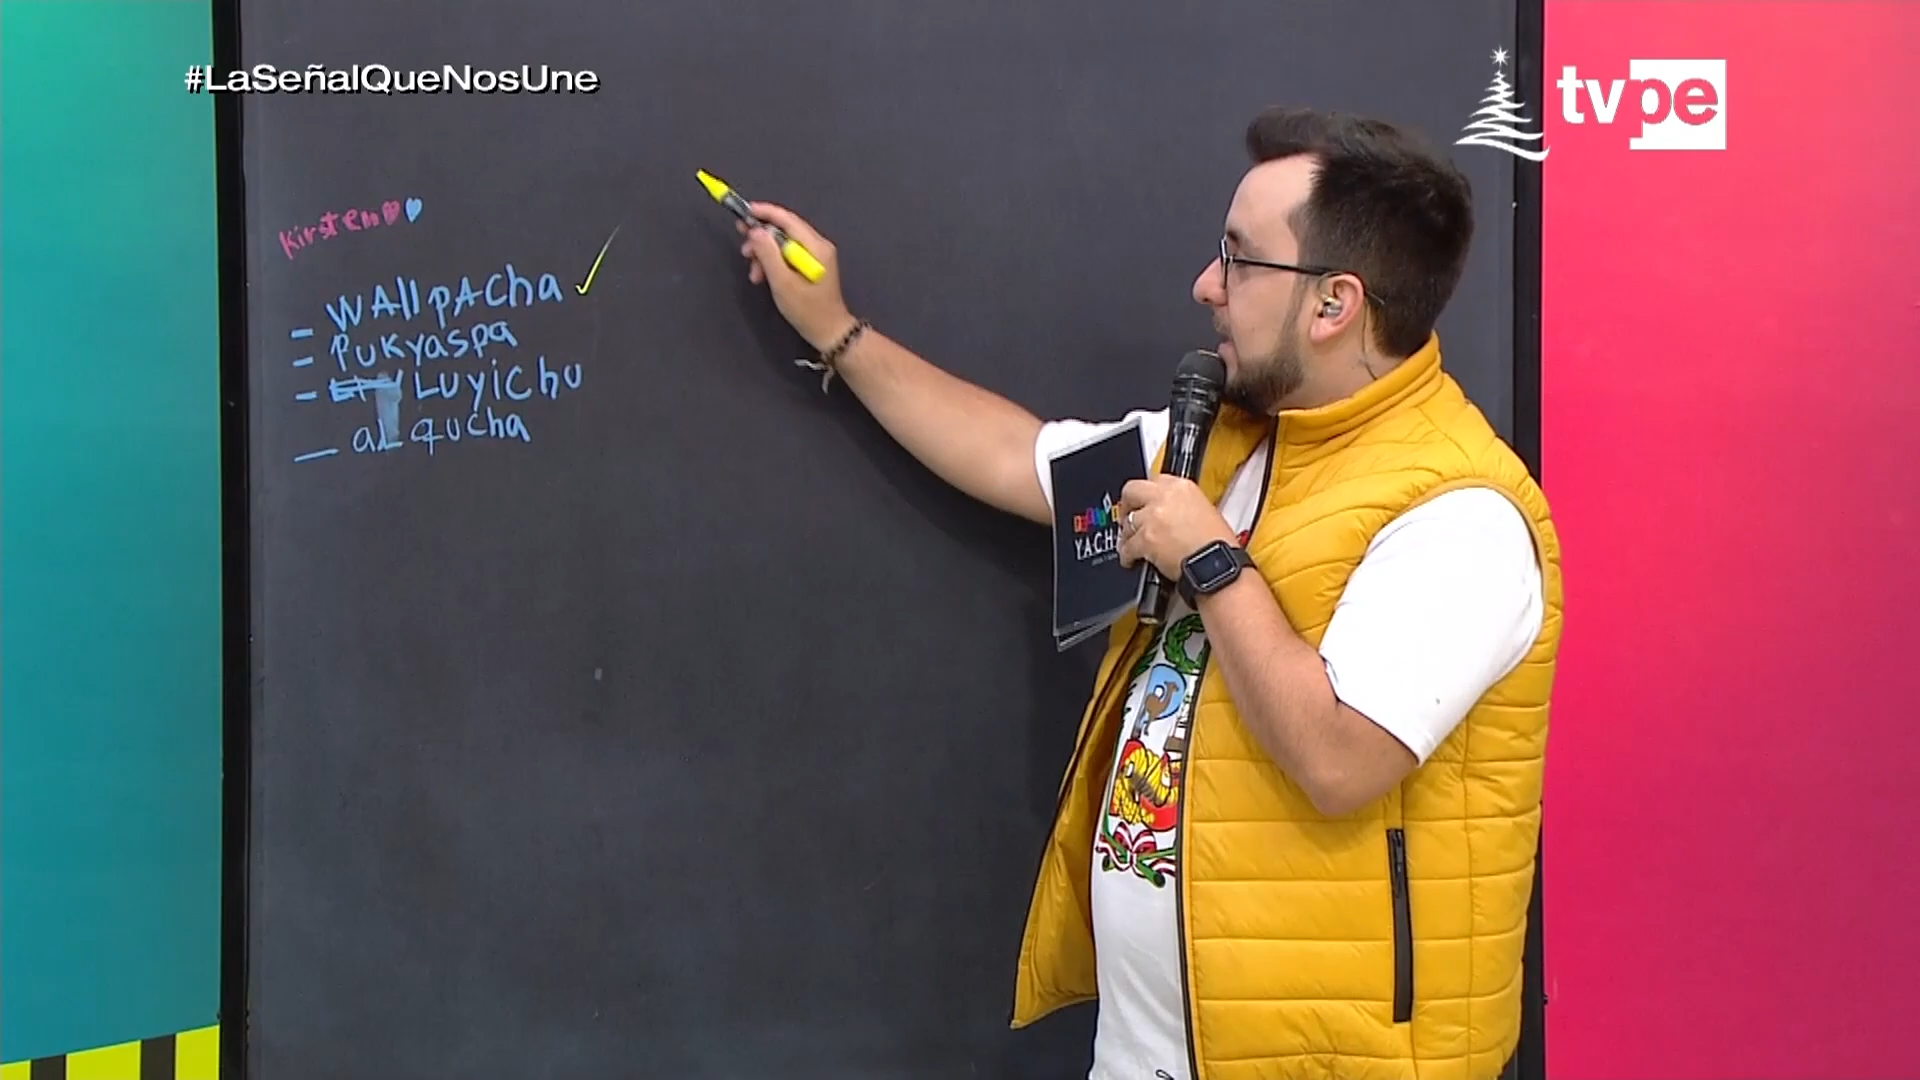 #LaSeñalQueNosUne
tvpe
Kirsten
- WAllpACha
- PUKyaspa
- LUyichu
_ aLqucha
YACHA